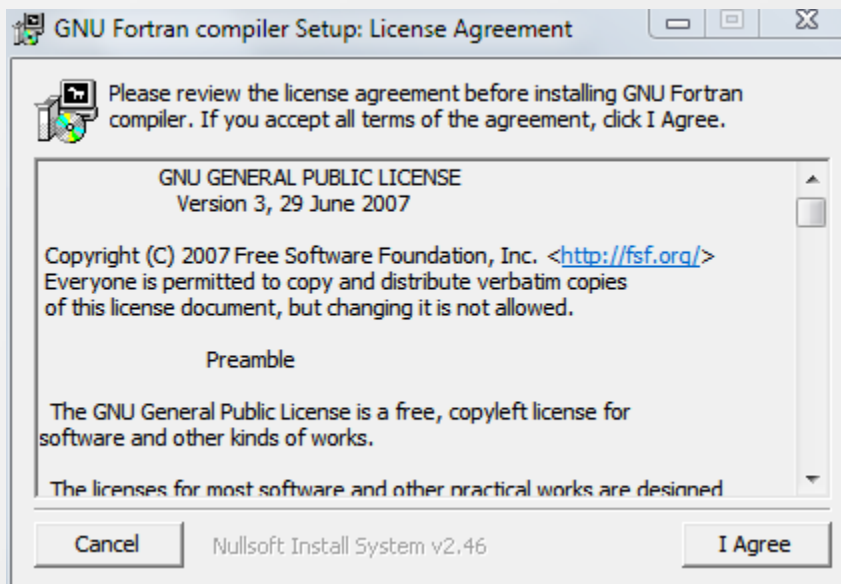 GNU Fortran compiler Setup: License Agreement
Please review the license agreement before installing GNU Fortran
compiler. If you accept all terms of the agreement, click I Agree.
GNU GENERAL PUBLIC LICENSE
Version 3, 29 June 2007
Copyright (C) 2007 Free Software Foundation, Inc. <http://fsf.org/>
Everyone is permitted to copy and distribute verbatim copies
of this license document, but changing it is not allowed.
Preamble
The GNU General Public License is a free, copyleft license for
software and other kinds of works.
The licenses for most software and other practical works are designed
Cancel
Nullsoft Install System v2.46
I Agree